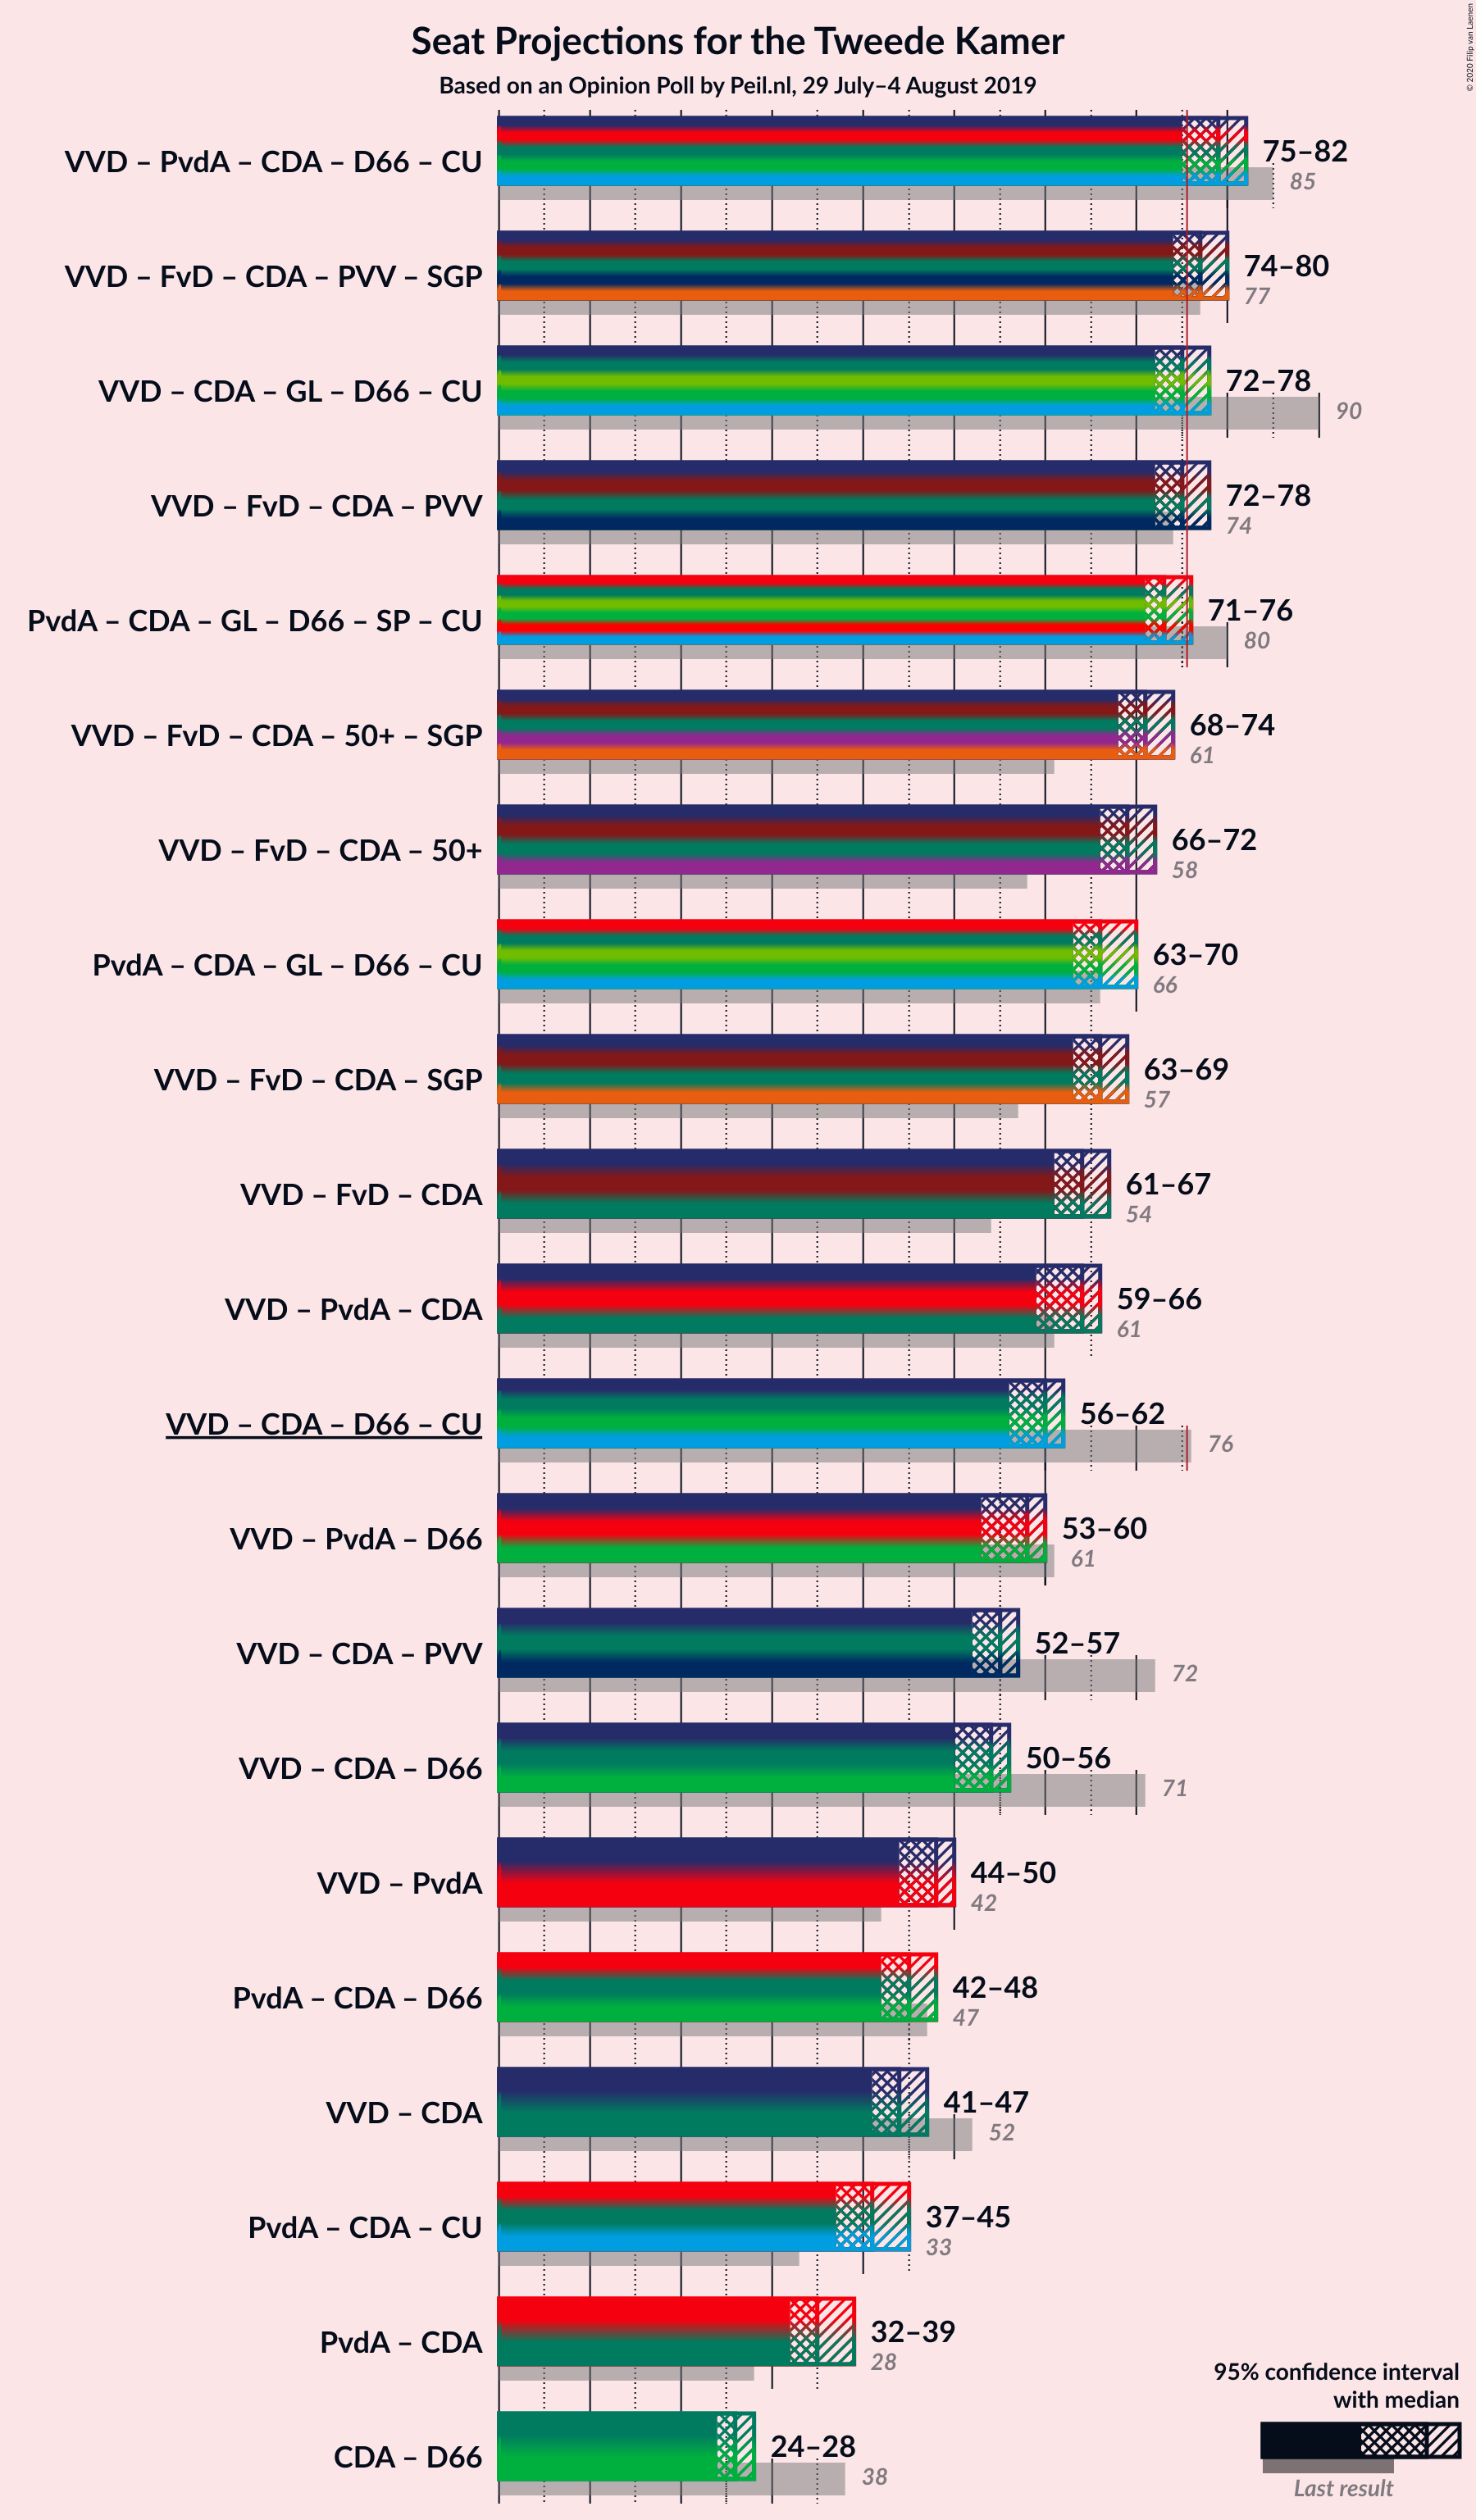 Seat Projections for the Tweede Kamer
Based on an Opinion Poll by Peil.nl, 29 July–4 August 2019
© 2020 Filip van Laenen
VVD – PvdA – CDA – D66 – CU
75–82
85
VVD – FvD – CDA – PVV – SGP
74–80
77
VVD – CDA – GL – D66 – CU
72–78
90
VVD – FvD – CDA – PVV
72–78
74
PvdA – CDA – GL – D66 – SP – CU
71–76
80
VVD – FvD – CDA – 50+ – SGP
68–74
61
VVD – FvD – CDA – 50+
66–72
58
PvdA – CDA – GL – D66 – CU
63–70
66
VVD – FvD – CDA – SGP
63–69
57
VVD – FvD – CDA
61–67
54
VVD – PvdA – CDA
59–66
61
VVD – CDA – D66 – CU
56–62
76
VVD – PvdA – D66
53–60
61
VVD – CDA – PVV
52–57
72
VVD – CDA – D66
50–56
71
VVD – PvdA
44–50
42
PvdA – CDA – D66
42–48
47
VVD – CDA
41–47
52
PvdA – CDA – CU
37–45
33
PvdA – CDA
32–39
28
CDA – D66
24–28
38
95% confidence interval
with median
Last result